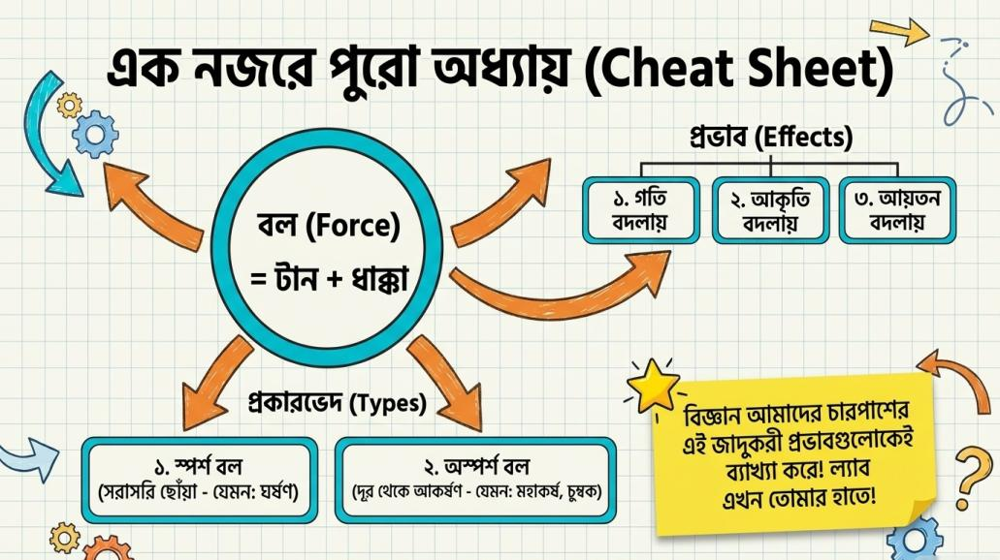 এক নজরে পুরো অধ্যায় (Cheat Sheet)
বল (Force)
= টান + ধাক্কা
প্রভাব (Effects)
১. গতি
বদলায়
২. আকৃতি
বদলায়
৩. আয়তন
বদলায়
প্রকারভেদ (Types)
১. স্পর্শ বল
(সরাসরি ছোঁয়া - যেমন: ঘর্ষণ)
২. অস্পর্শ বল
(দূর থেকে আকর্ষণ - যেমন: মহাকর্ষ, চুম্বক)
বিজ্ঞান আমাদের চারপাশের
এই জাদুকরী প্রভাবগুলোকেই
ব্যাখ্যা করে! ল্যাব
এখন তোমার হাতে!